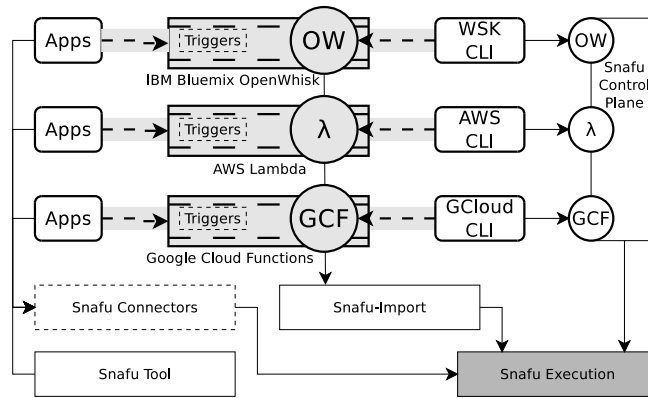 Apps
Triggers
OW
WSK
CLI
OW
IBM Bluemix OpenWhisk
Snafu
Control
Plane
Apps
Triggers
λ
AWS
CLI
λ
AWS Lambda
Apps
Triggers
GCF
GCloud
CLI
GCF
Google Cloud Functions
Snafu Connectors
Snafu-Import
Snafu Tool
Snafu Execution